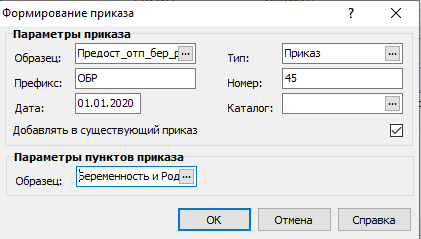 Формирование приказа
Параметры приказа
Образец: Предост_отп_бер_р ... Тип: Приказ ...
Префикс: ОБР Номер: 45
Дата: 01.01.2020 Каталог: ...
Добавлять в существующий приказ
Параметры пунктов приказа
Образец: Беременность и Род ...
ОК Отмена Справка